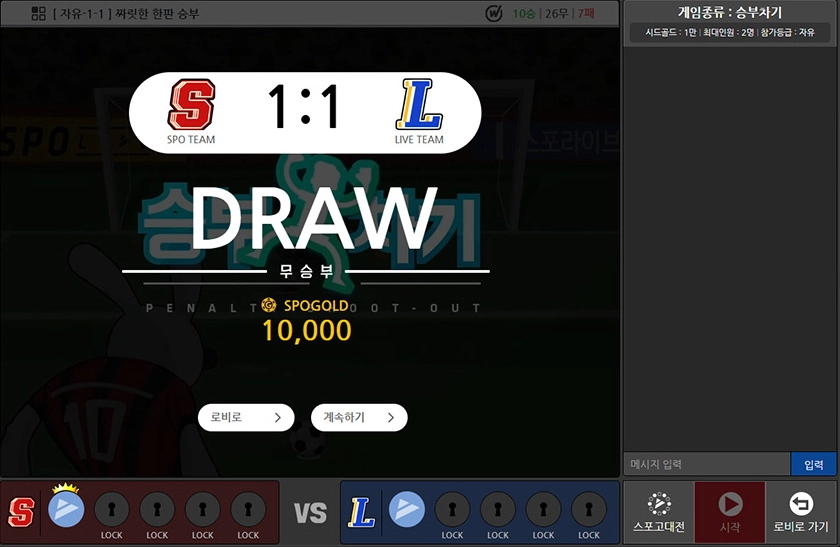 [ 자유-1-1 ] 짜릿한 한판 승부
W 10승 | 26무 | 7패
게임종류 : 승부차기
시드골드 : 1만 | 최대인원 : 2명 | 참가등급 : 자유
S 1:1 L
SPO TEAM LIVE TEAM
SPO
스포라이브
승부차기
DRAW
무승부
SPOGOLD
10,000
로비로 >
계속하기 >
10
메시지 입력 입력
S LOCK LOCK LOCK LOCK
VS
L LOCK LOCK LOCK LOCK
스포고대전 시작 로비로 가기